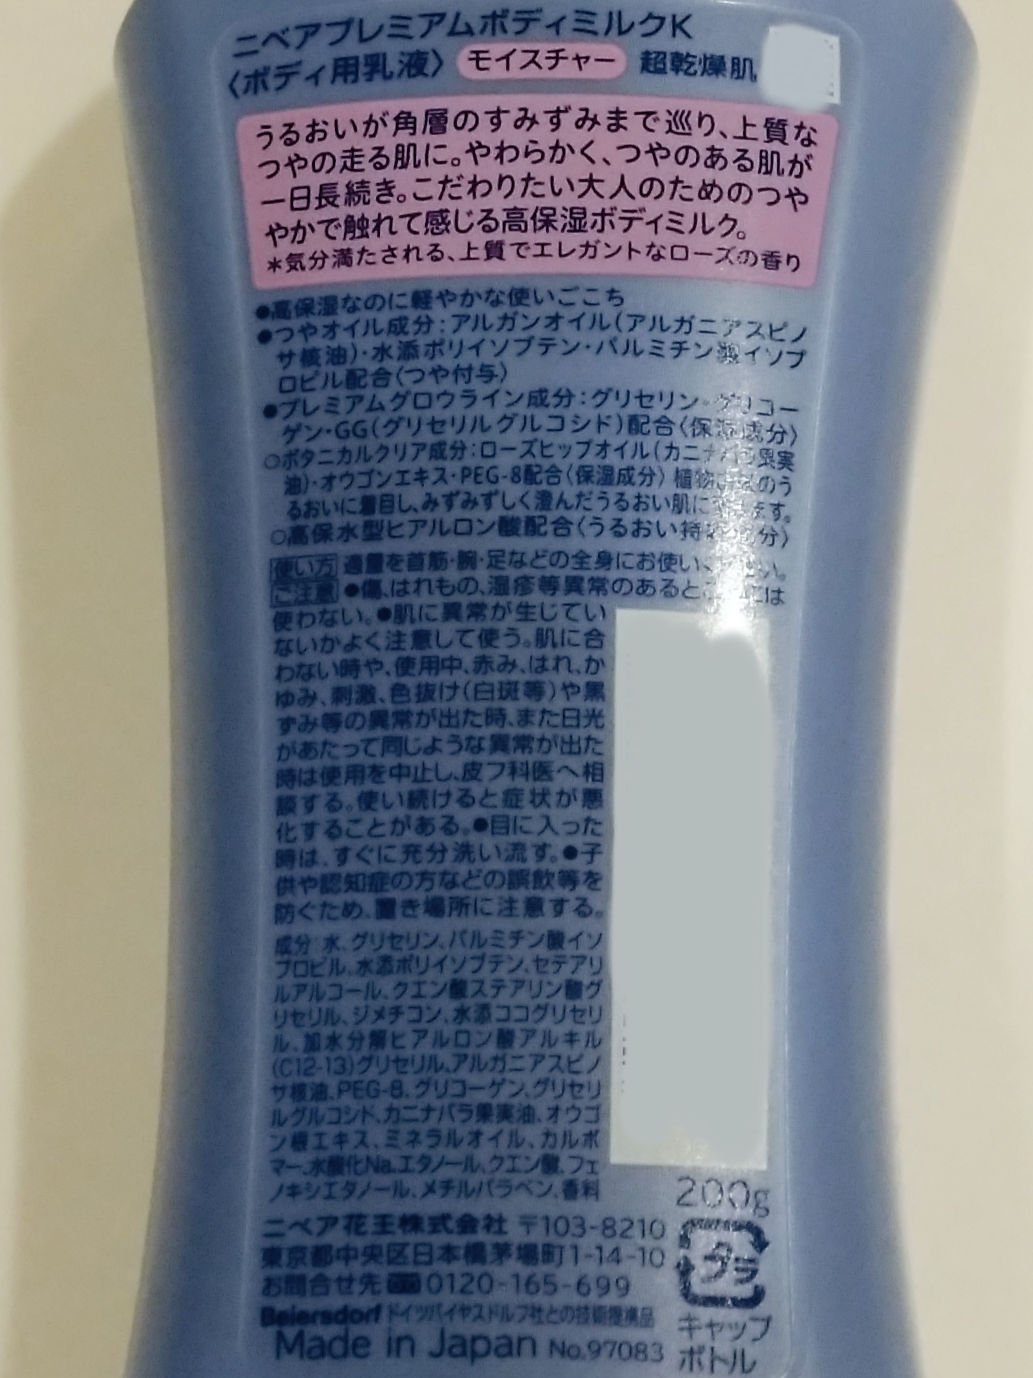 ニベアプレミアムボディミルクK
〈ボディ用乳液〉 モイスチャー 超乾燥肌
うるおいが角層のすみずみまで巡り、上質な
つやの走る肌に。やわらかく、つやのある肌が
一日長続き。こだわりたい大人のためのつや
やかで触れて感じる高保湿ボディミルク。
＊気分満たされる、上質でエレガントなローズの香り
●高保湿なのに軽やかな使いごこち
●つやオイル成分：アルガンオイル（アルガニアスピノ
サ核油）・水添ポリイソブテン・パルミチン酸イソプ
ロピル配合〈つや付与〉
●プレミアムグロウライン成分：グリセリン・グリコー
ゲン・GG（グリセリルグルコシド）配合〈保湿成分〉
○ボタニカルクリア成分：ローズヒップオイル（カニナバラ果実
油）・オウゴンエキス・PEG-8配合〈保湿成分〉 植物
るおいに着目し、みずみずしく澄んだうるおい肌に
○高保水型ヒアルロン酸配合〈うるおい
使い方 適量を首筋・腕・足などの全身にお使い
ご注意 ●傷、はれもの、湿疹等異常のあるところには
使わない。●肌に異常が生じてい
ないかよく注意して使う。肌に合
わない時や、使用中、赤み、はれ、か
ゆみ、刺激、色抜け（白斑等）や黒
ずみ等の異常が出た時、また日光
があたって同じような異常が出た
時は使用を中止し、皮フ科医へ相
談する。使い続けると症状が悪
化することがある。●目に入った
時は、すぐに充分洗い流す。●子
供や認知症の方などの誤飲等を
防ぐため、置き場所に注意する。
成分：水、グリセリン、パルミチン酸イソ
プロピル、水添ポリイソブテン、セテアリ
ルアルコール、クエン酸ステアリン酸グ
リセリル、ジメチコン、水添ココグリセリ
ル、加水分解ヒアルロン酸アルキル
(C12-13)グリセリル、アルガニアスピノ
サ核油、PEG-8、グリコーゲン、グリセリ
ルグルコシド、カニナバラ果実油、オウゴ
ン根エキス、ミネラルオイル、カルボ
マー、水酸化Na、エタノール、クエン酸、フェ
ノキシエタノール、メチルパラベン、香料
200g
ニベア花王株式会社 〒103-8210
東京都中央区日本橋茅場町1-14-10
お問合せ先 0120-165-699
Beiersdorf ドイツバイヤスドルフ社との技術提携品
Made in Japan No.97083
プラ
キャップ
ボトル